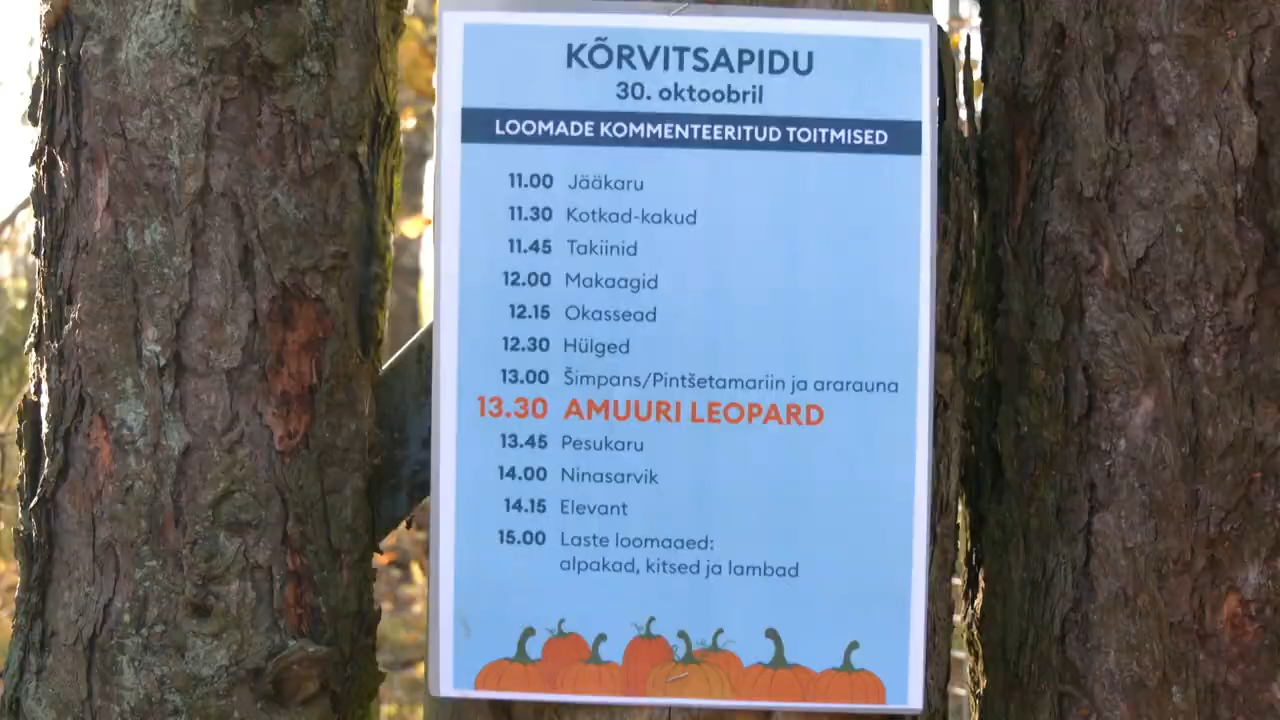 KÕRVITSAPIDU
30. oktoobril
LOOMADE KOMMENTEERITUD TOITMISED
11.00 Jääkaru
11.30 Kotkad-kakud
11.45 Takiinid
12.00 Makaagid
12.15 Okassead
12.30 Hülged
13.00 Šimpans/Pintšetamariin ja ararauna
13.30 AMUURI LEOPARD
13.45 Pesukaru
14.00 Ninasarvik
14.15 Elevant
15.00 Laste loomaaed:
alpakad, kitsed ja lambad